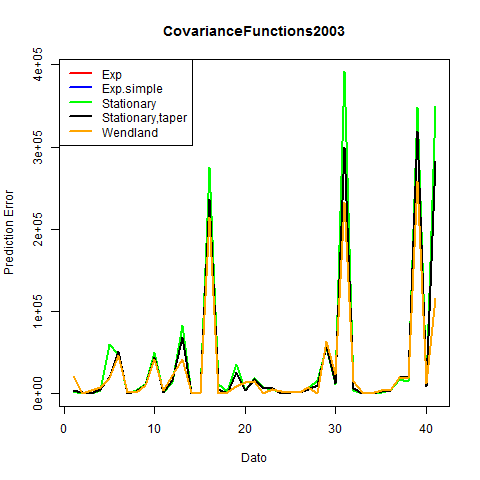 CovarianceFunctions2003
Exp
Exp.simple
Stationary
Stationary,taper
Wendland
Prediction Error
4e+05
3e+05
2e+05
1e+05
0e+00
0 10 20 30 40
Dato